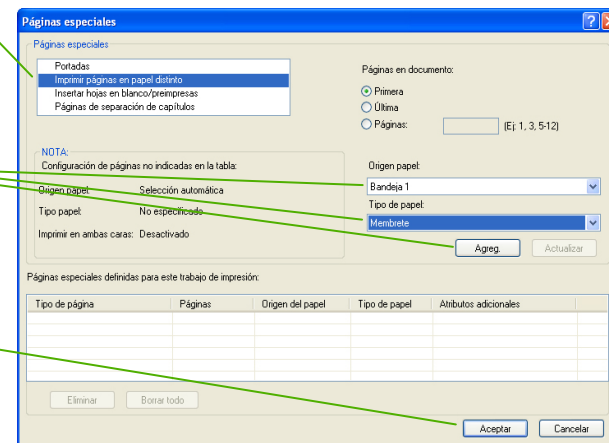 Páginas especiales
Páginas especiales
Portadas
Imprimir páginas en papel distinto
Insertar hojas en blanco/preimpresas
Páginas de separación de capítulos
Páginas en documento:
Primera
Última
Páginas: (Ej: 1, 3, 5-12)
NOTA:
Configuración de páginas no indicadas en la tabla:
Origen papel: Selección automática
Tipo papel: No especificado
Imprimir en ambas caras: Desactivado
Origen papel:
Bandeja 1
Tipo de papel:
Membrete
Agreg. Actualizar
Páginas especiales definidas para este trabajo de impresión:
Tipo de página Páginas Origen del papel Tipo de papel Atributos adicionales
Eliminar Borrar todo
Aceptar Cancelar